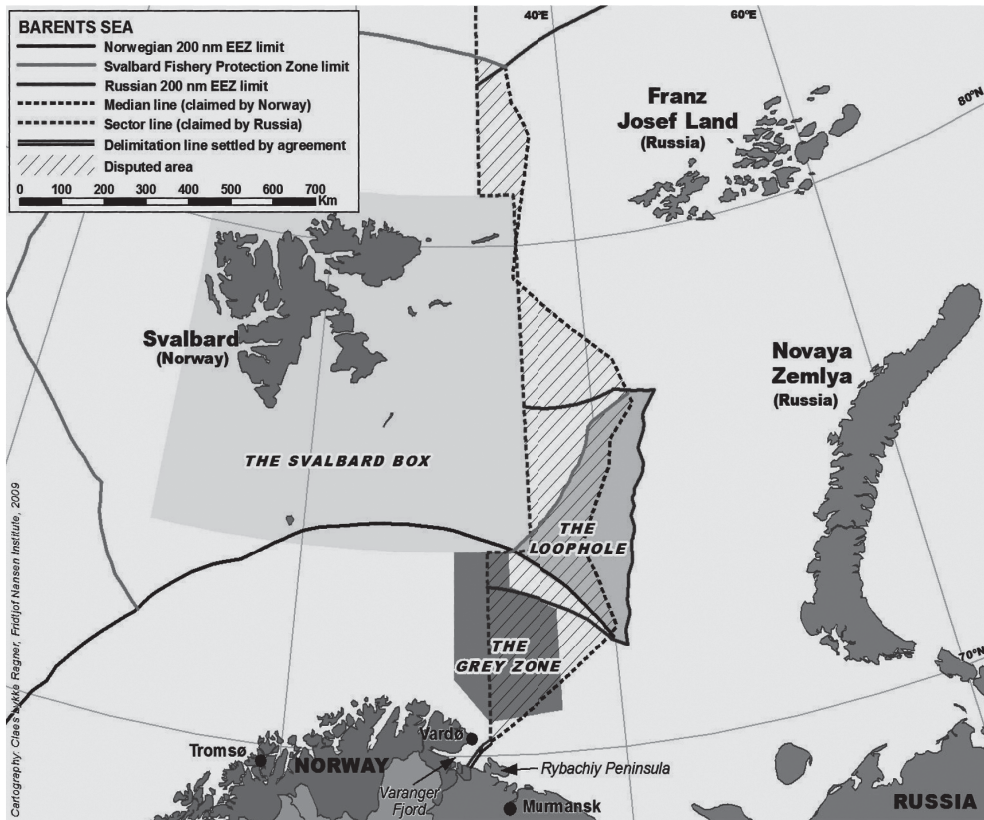 BARENTS SEA
Norwegian 200 nm EEZ limit
Svalbard Fishery Protection Zone limit
Russian 200 nm EEZ limit
Median line (claimed by Norway)
Sector line (claimed by Russia)
Delimitation line settled by agreement
Disputed area
0 100 200 300 400 500 600 700
Km
40°E
60°E
80°N
Franz
Josef Land
(Russia)
Svalbard
(Norway)
Novaya
Zemlya
(Russia)
THE SVALBARD BOX
THE
LOOPHOLE
THE
GREY ZONE
70°N
Vardø
Tromsø
NORWAY
Rybachiy Peninsula
Varanger
Fjord
Murmansk
RUSSIA
Cartography: Claes Lykke Ragner, Fridtjof Nansen Institute, 2009